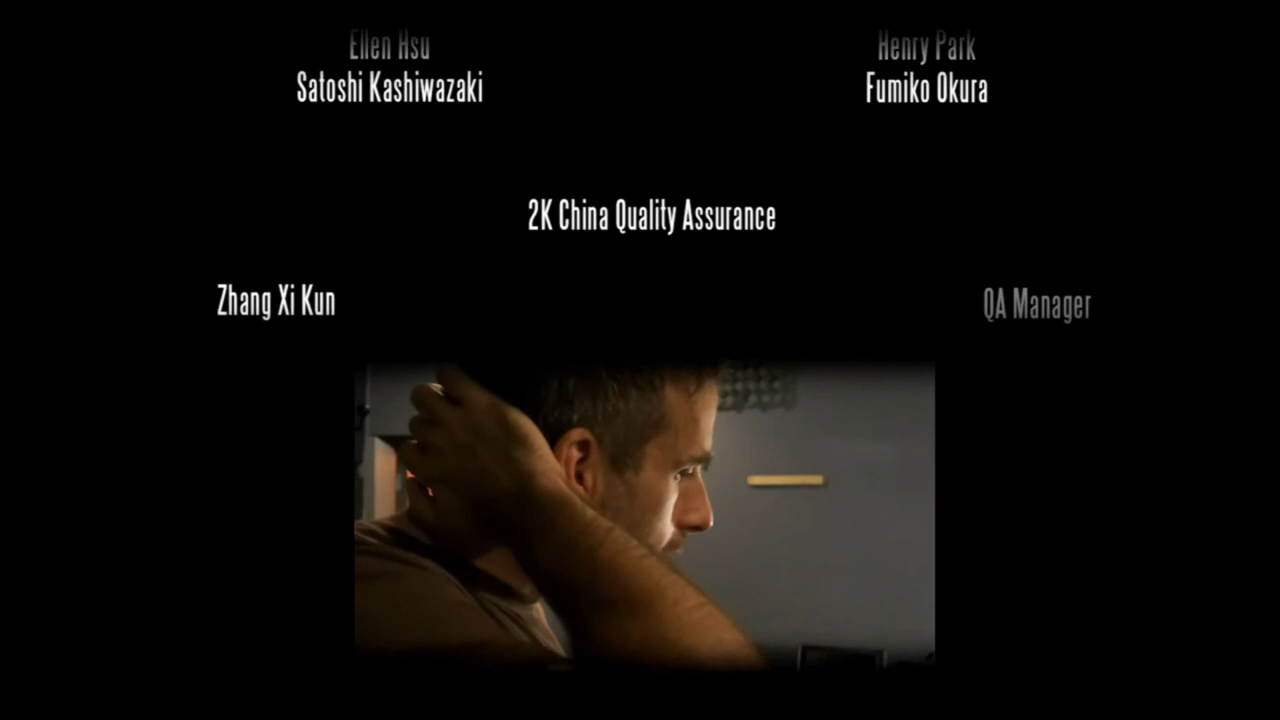 Ellen Hsu Henry Park
Satoshi Kashiwazaki Fumiko Okura
2K China Quality Assurance
Zhang Xi Kun QA Manager